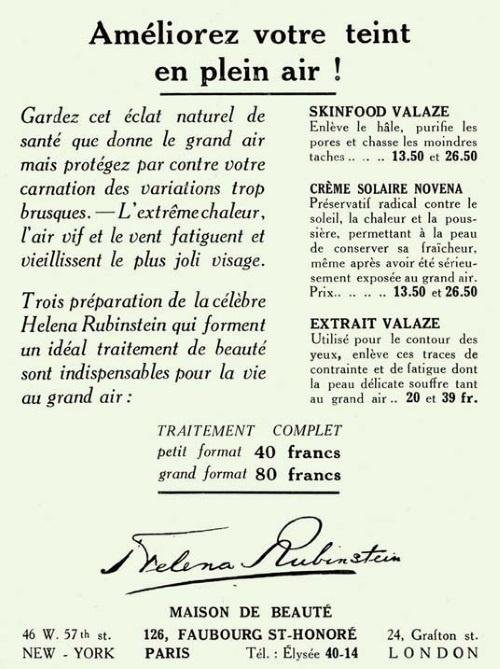 Améliorez votre teint
en plein air !
Gardez cet éclat naturel de
santé que donne le grand air
mais protégez par contre votre
carnation des variations trop
brusques. — L'extrême chaleur,
l'air vif et le vent fatiguent et
vieillissent le plus joli visage.
Trois préparation de la célèbre
Helena Rubinstein qui forment
un idéal traitement de beauté
sont indispensables pour la vie
au grand air :
SKINFOOD VALAZE
Enlève le hâle, purifie les
pores et chasse les moindres
taches .. .. .. 13.50 et 26.50
CRÈME SOLAIRE NOVENA
Préservatif radical contre le
soleil, la chaleur et la pous-
sière, permettant à la peau
de conserver sa fraîcheur,
même après avoir été sérieu-
sement exposée au grand air.
Prix.. .. .. .. 13.50 et 26.50
EXTRAIT VALAZE
Utilisé pour le contour des
yeux, enlève ces traces de
contrainte et de fatigue dont
la peau délicate souffre tant
au grand air .. 20 et 39 fr.
TRAITEMENT COMPLET
petit format 40 francs
grand format 80 francs
Helena Rubinstein
MAISON DE BEAUTÉ
46 W. 57th st. 126, FAUBOURG ST-HONORÉ 24, Grafton st.
NEW - YORK PARIS Tél. : Élysée 40-14 LONDON